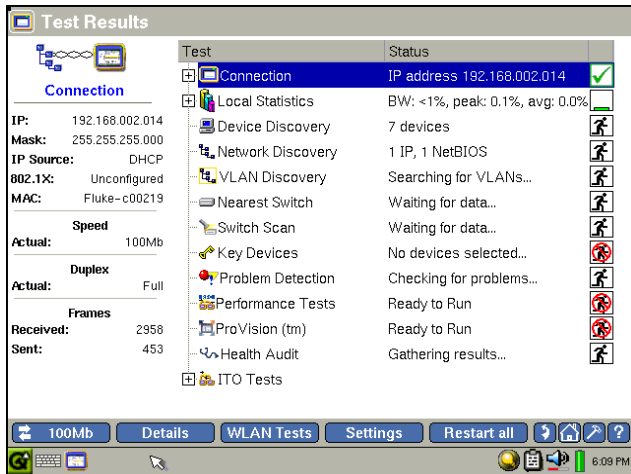 Test Results
Test Status
Connection IP address 192.168.002.014
Local Statistics BW: <1%, peak: 0.1%, avg: 0.0%
Device Discovery 7 devices
Network Discovery 1 IP, 1 NetBIOS
VLAN Discovery Searching for VLANs...
Nearest Switch Waiting for data...
Switch Scan Waiting for data...
Key Devices No devices selected...
Problem Detection Checking for problems...
Performance Tests Ready to Run
ProVision (tm) Ready to Run
Health Audit Gathering results...
ITO Tests
Connection
IP: 192.168.002.014
Mask: 255.255.255.000
IP Source: DHCP
802.1X: Unconfigured
MAC: Fluke-c00219
Speed
Actual: 100Mb
Duplex
Actual: Full
Frames
Received: 2958
Sent: 453
100Mb Details WLAN Tests Settings Restart all ?
6:09 PM